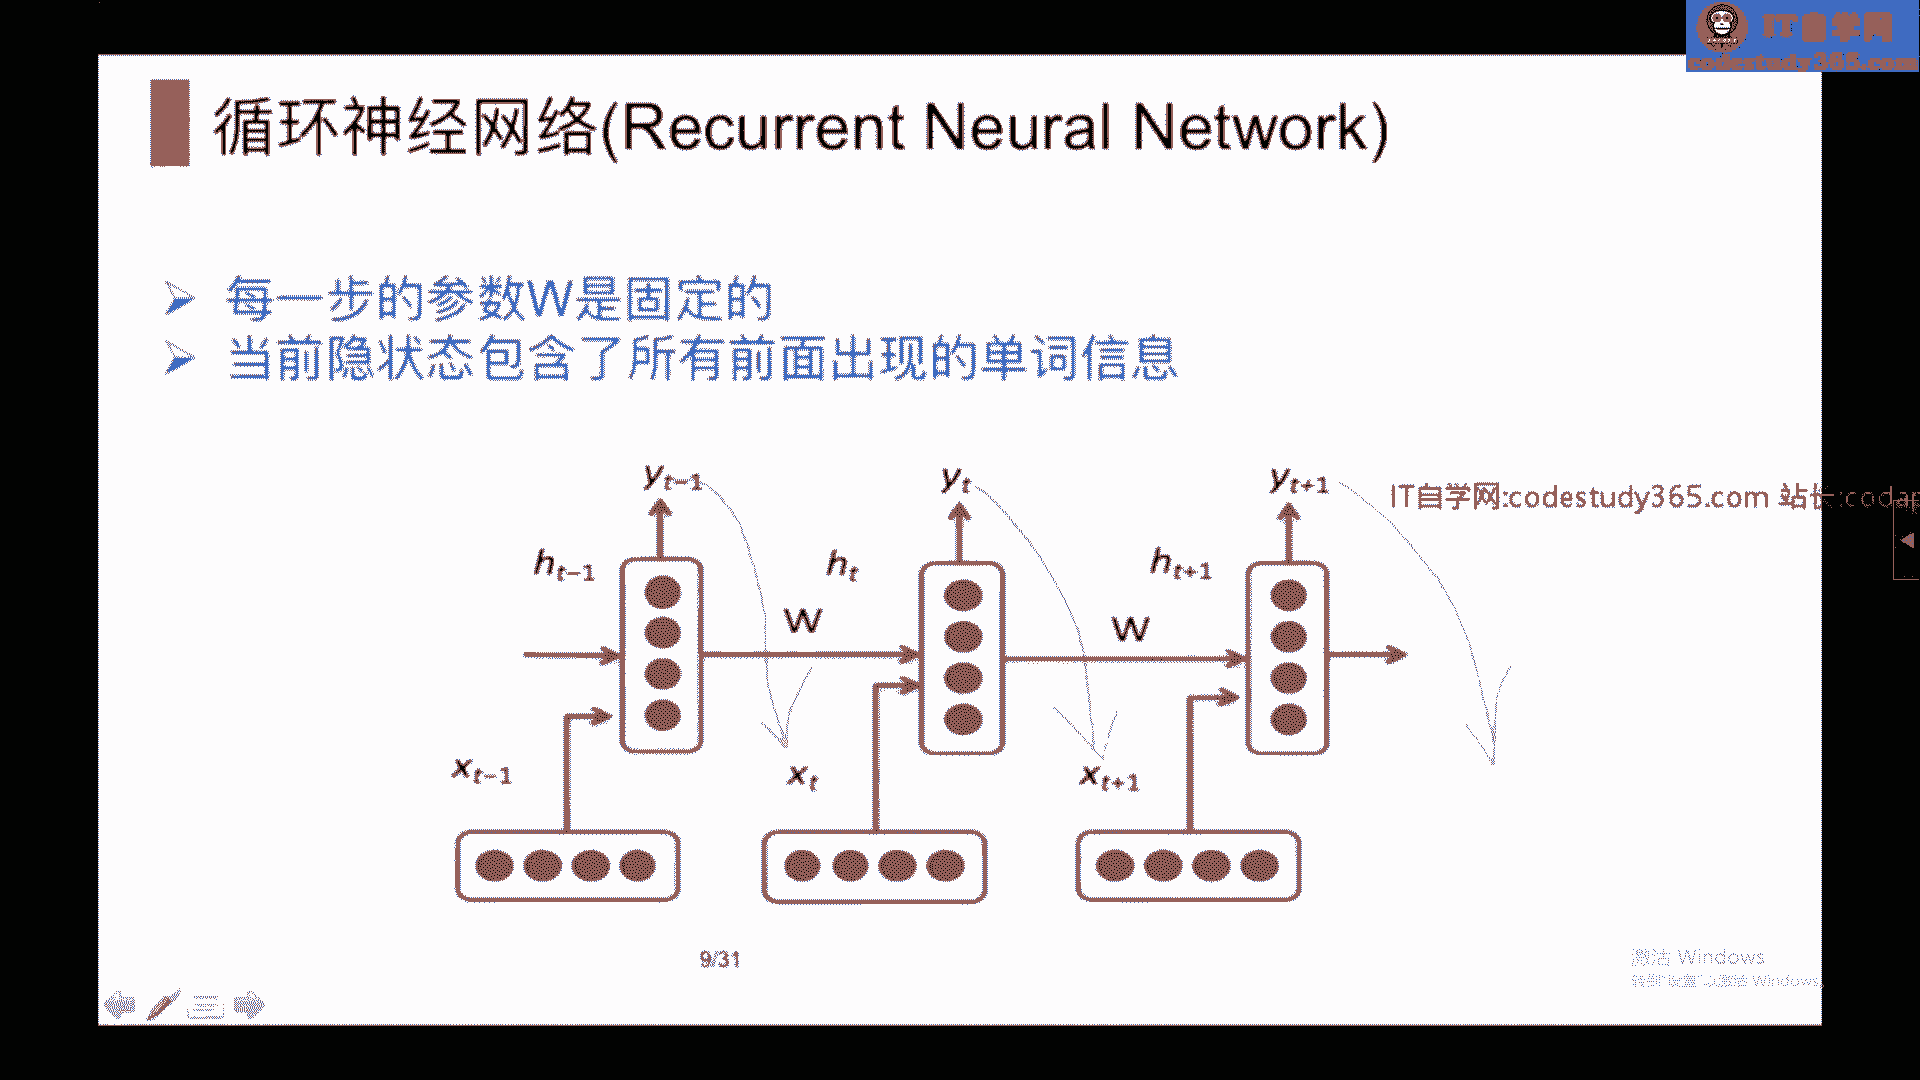 IT自学网
codestudy365.com
循环神经网络(Recurrent Neural Network)
每一步的参数W是固定的
当前隐状态包含了所有前面出现的单词信息
y_{t-1} y_t y_{t+1}
IT自学网:codestudy365.com 站长:codap
h_{t-1} h_t h_{t+1}
W W
x_{t-1} x_t x_{t+1}
9/31
激活 Windows
转到"设置"以激活 Windows